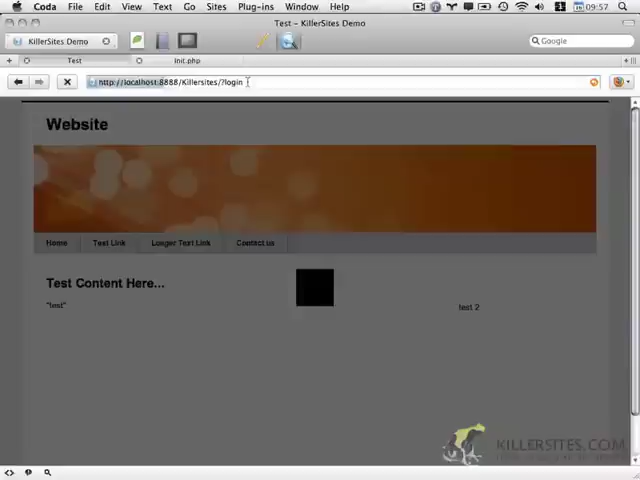 Coda File Edit View Text Go Sites Plug-ins Window Help 09:57
Test – KillerSites Demo
KillerSites Demo
Google
Test
init.php
http://localhost:8888/Killersites/?login
Website
Home Test Link Longer Text Link Contact us
Test Content Here...
"test"
test 2
KILLERSITES.COM